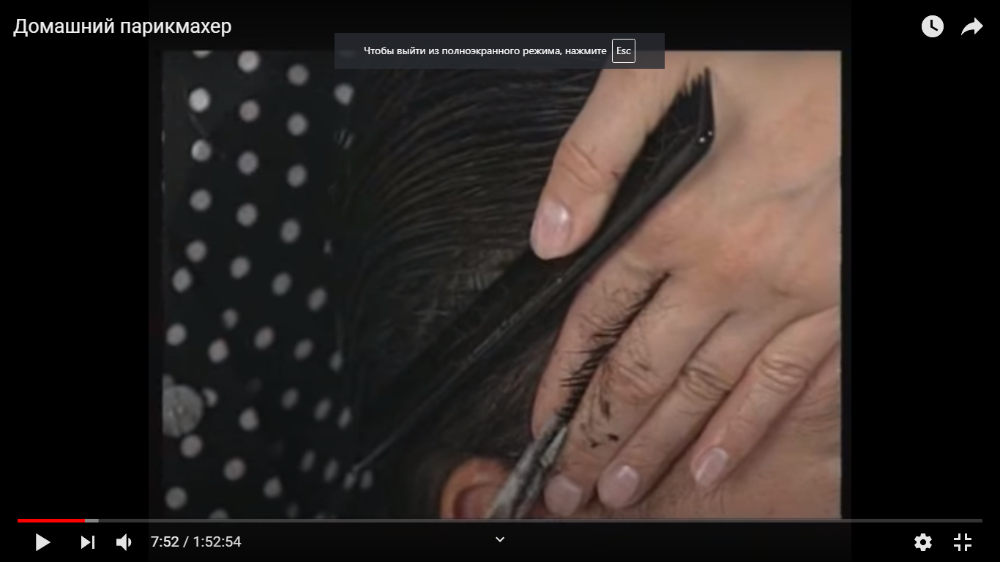 Домашний парикмахер
Чтобы выйти из полноэкранного режима, нажмите Esc
7:52 / 1:52:54